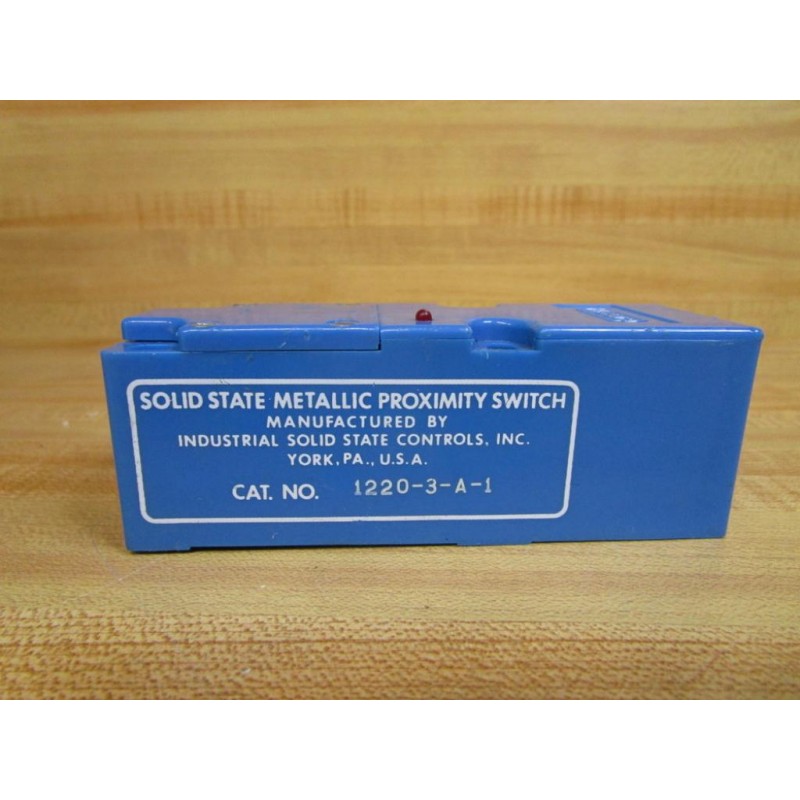 SOLID STATE METALLIC PROXIMITY SWITCH
MANUFACTURED BY
INDUSTRIAL SOLID STATE CONTROLS, INC.
YORK, PA., U.S.A.
CAT. NO. 1220-3-A-1